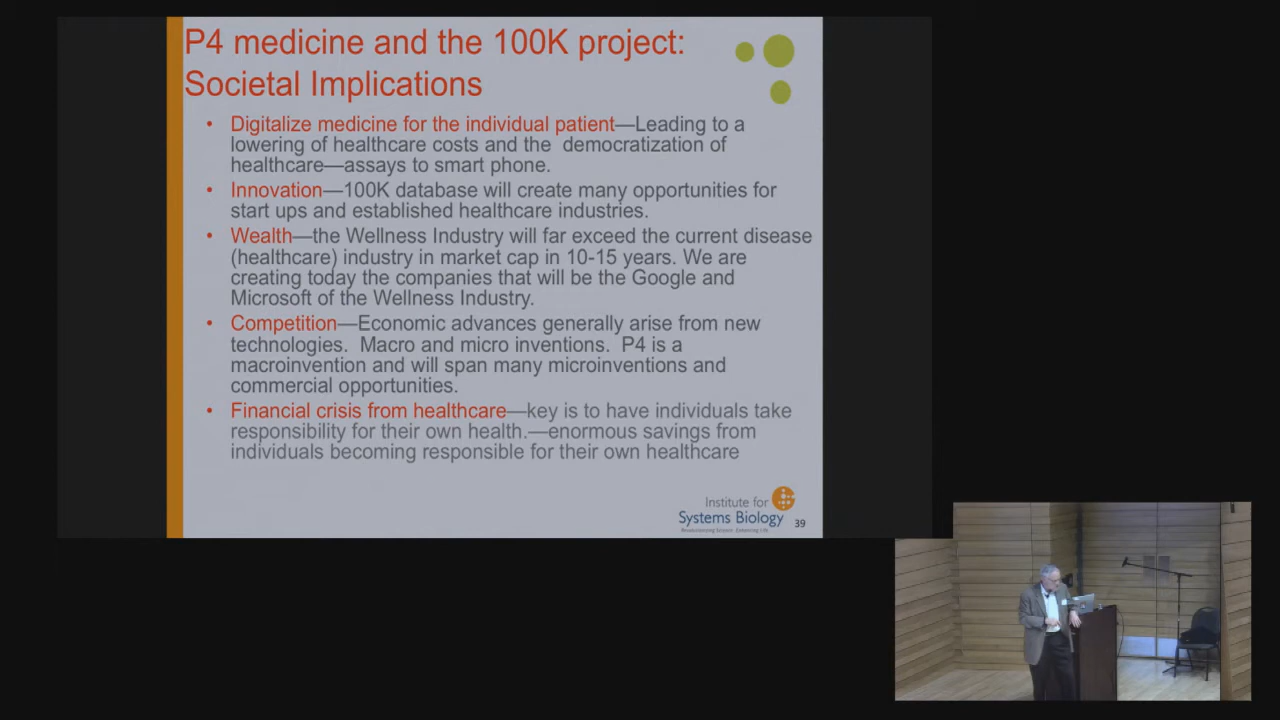 P4 medicine and the 100K project:
Societal Implications
• Digitalize medicine for the individual patient—Leading to a
lowering of healthcare costs and the democratization of
healthcare—assays to smart phone.
• Innovation—100K database will create many opportunities for
start ups and established healthcare industries.
• Wealth—the Wellness Industry will far exceed the current disease
(healthcare) industry in market cap in 10-15 years. We are
creating today the companies that will be the Google and
Microsoft of the Wellness Industry.
• Competition—Economic advances generally arise from new
technologies. Macro and micro inventions. P4 is a
macroinvention and will span many microinventions and
commercial opportunities.
• Financial crisis from healthcare—key is to have individuals take
responsibility for their own health.—enormous savings from
individuals becoming responsible for their own healthcare
Institute for
Systems Biology
Revolutionizing Science. Enhancing Life.
39